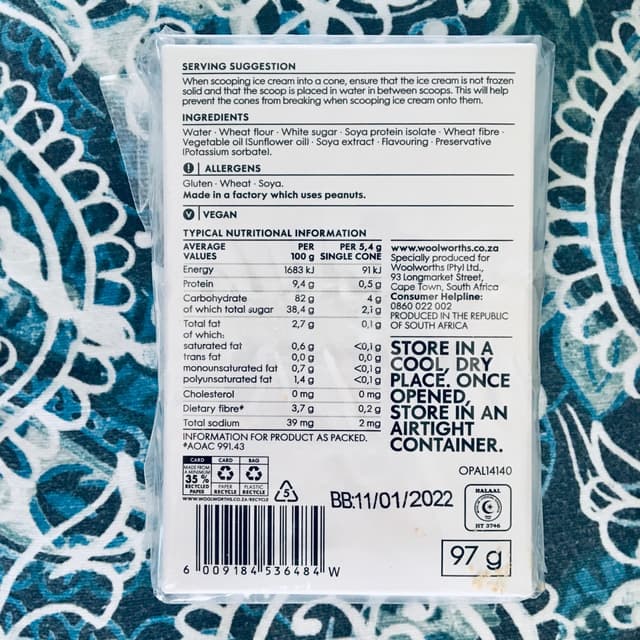 SERVING SUGGESTION
When scooping ice cream into a cone, ensure that the ice cream is not frozen
solid and that the scoop is placed in water in between scoops. This will help
prevent the cones from breaking when scooping ice cream onto them.
INGREDIENTS
Water · Wheat flour · White sugar · Soya protein isolate · Wheat fibre ·
Vegetable oil (Sunflower oil) · Soya extract · Flavouring · Preservative
(Potassium sorbate).
! ALLERGENS
Gluten · Wheat · Soya.
Made in a factory which uses peanuts.
V VEGAN
TYPICAL NUTRITIONAL INFORMATION
AVERAGE PER PER 5,4 g
VALUES 100 g SINGLE CONE
Energy 1683 kJ 91 kJ
Protein 9,4 g 0,5 g
Carbohydrate 82 g 4 g
of which total sugar 38,4 g 2,1 g
Total fat 2,7 g 0,1 g
of which:
saturated fat 0,6 g <0,1 g
trans fat 0,0 g 0,0 g
monounsaturated fat 0,7 g <0,1 g
polyunsaturated fat 1,4 g <0,1 g
Cholesterol 0 mg 0 mg
Dietary fibre# 3,7 g 0,2 g
Total sodium 39 mg 2 mg
INFORMATION FOR PRODUCT AS PACKED.
#AOAC 991.43
www.woolworths.co.za
Specially produced for
Woolworths (Pty) Ltd.,
93 Longmarket Street,
Cape Town, South Africa
Consumer Helpline:
0860 022 002
PRODUCED IN THE REPUBLIC
OF SOUTH AFRICA
STORE IN A
COOL, DRY
PLACE. ONCE
OPENED,
STORE IN AN
AIRTIGHT
CONTAINER.
OPAL14140
CARD CARD BAG
MADE FROM
A MINIMUM
35 %
RECYCLED
PAPER
PAPER
RECYCLE
PLASTIC
RECYCLE
WWW.WOOLWORTHS.CO.ZA/RECYCLE
5
BB:11/01/2022
HALAAL
HT 3746
97 g
6 009184 536484 W